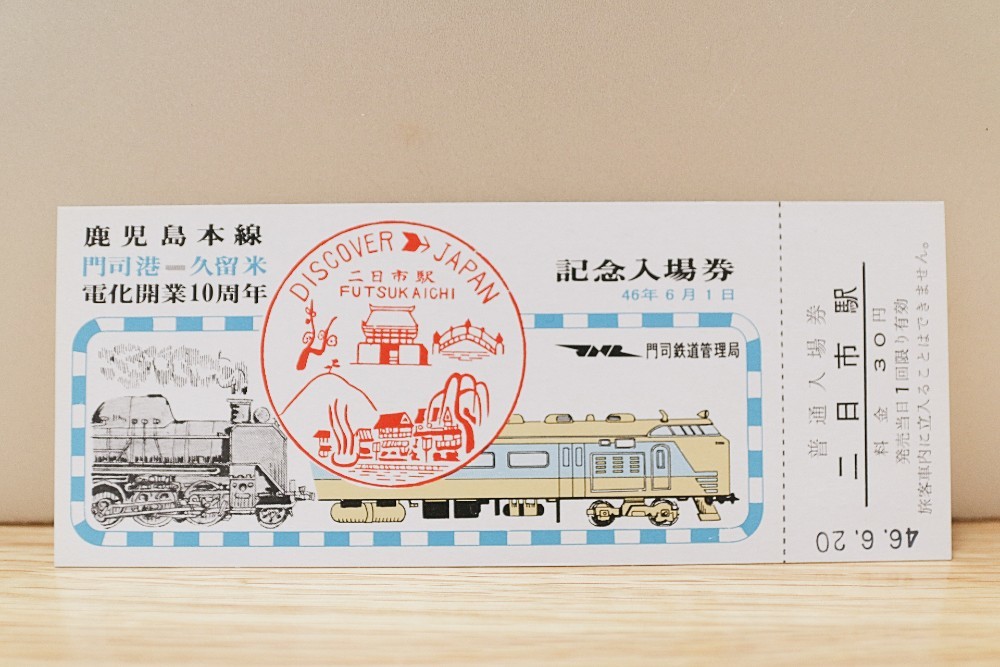 鹿児島本線
門司港ー久留米
電化開業10周年
DISCOVER JAPAN
二日市駅
FUTSUKAICHI
記念入場券
46年6月1日
門司鉄道管理局
普通入場券
二日市駅
料金 30円
発売当日1回限り有効
旅客車内に立入ることはできません。
46.6.20